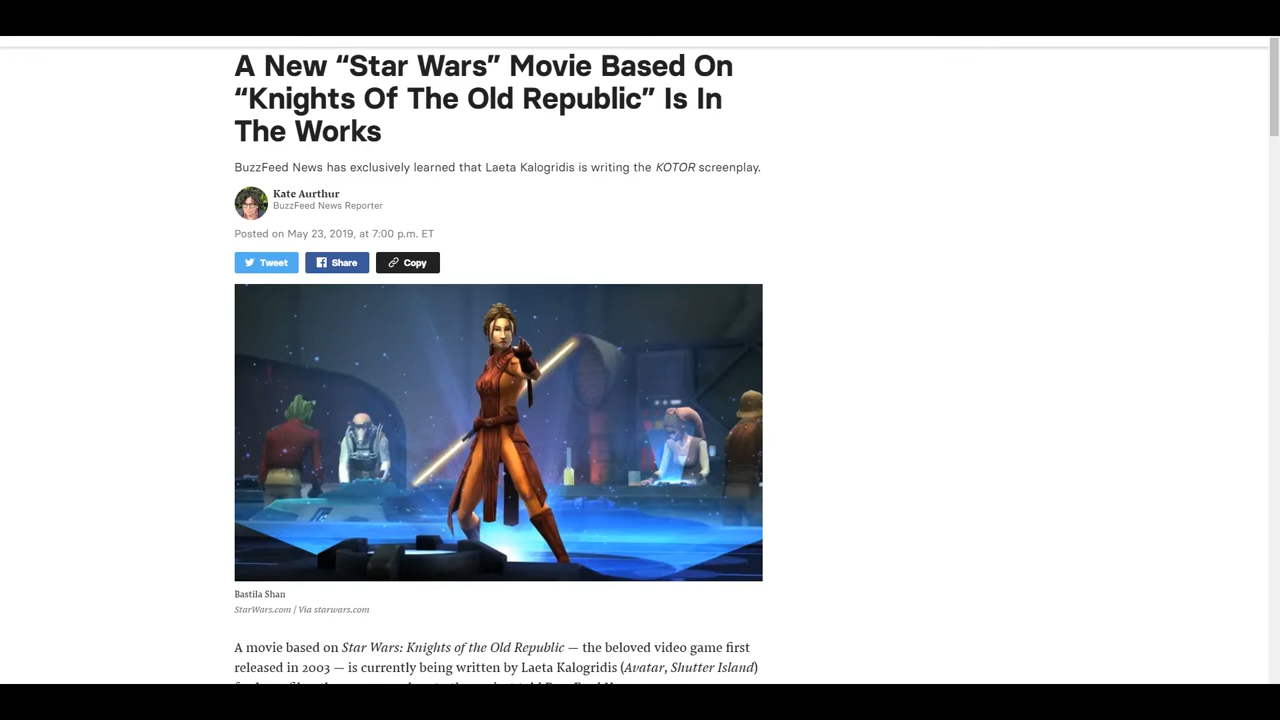 A New “Star Wars” Movie Based On
“Knights Of The Old Republic” Is In
The Works
BuzzFeed News has exclusively learned that Laeta Kalogridis is writing the KOTOR screenplay.
Kate Aurthur
BuzzFeed News Reporter
Posted on May 23, 2019, at 7:00 p.m. ET
Tweet
Share
Copy
Bastila Shan
StarWars.com / Via starwars.com
A movie based on Star Wars: Knights of the Old Republic — the beloved video game first
released in 2003 — is currently being written by Laeta Kalogridis (Avatar, Shutter Island)